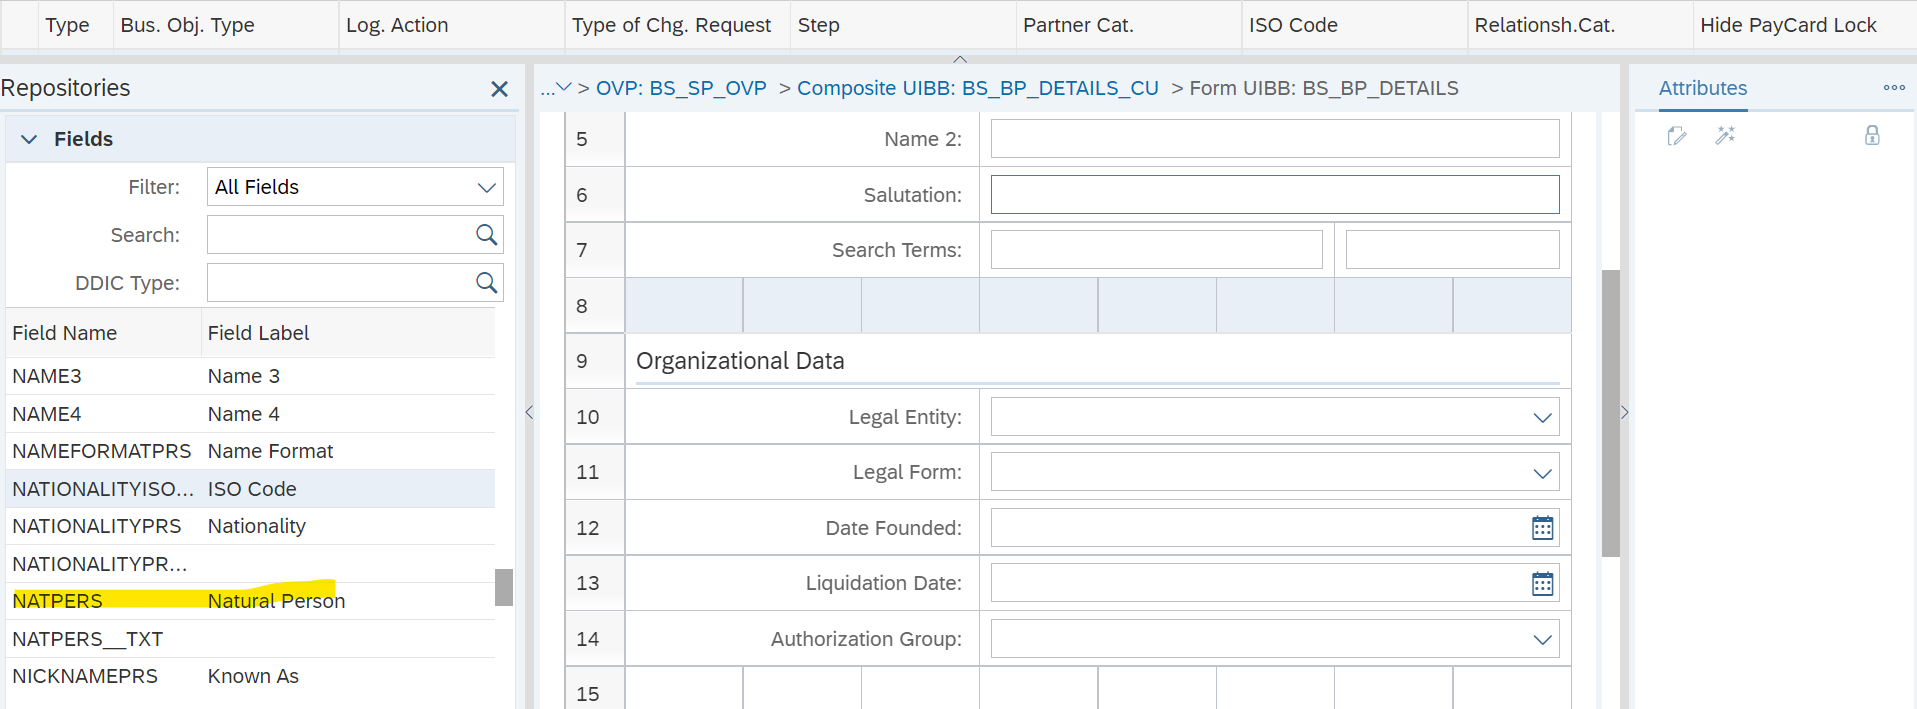 Type Bus. Obj. Type Log. Action Type of Chg. Request Step Partner Cat. ISO Code Relationsh.Cat. Hide PayCard Lock
Repositories
Fields
Filter: All Fields
Search:
DDIC Type:
Field Name Field Label
NAME3 Name 3
NAME4 Name 4
NAMEFORMATPRS Name Format
NATIONALITYISO... ISO Code
NATIONALITYPRS Nationality
NATIONALITYPR...
NATPERS Natural Person
NATPERS__TXT
NICKNAMEPRS Known As
... > OVP: BS_SP_OVP > Composite UIBB: BS_BP_DETAILS_CU > Form UIBB: BS_BP_DETAILS
5 Name 2:
6 Salutation:
7 Search Terms:
8
9 Organizational Data
10 Legal Entity:
11 Legal Form:
12 Date Founded:
13 Liquidation Date:
14 Authorization Group:
15
Attributes